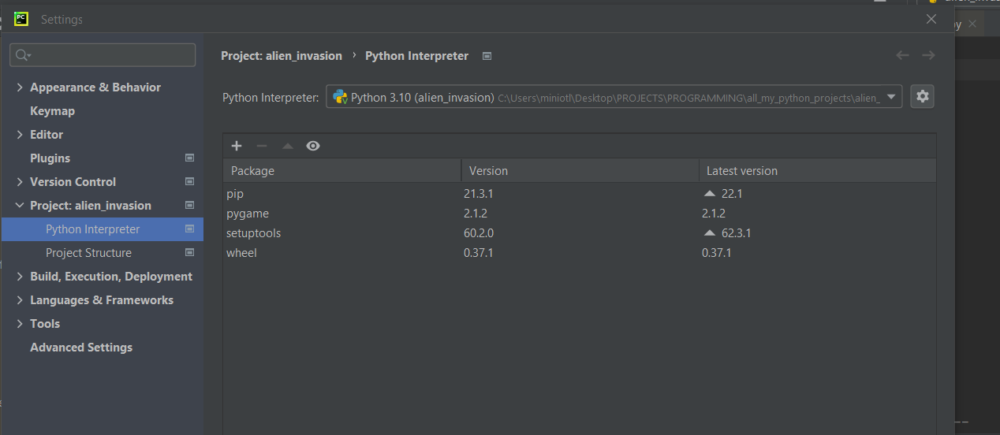 PC
Settings
Project: alien_invasion › Python Interpreter
Appearance & Behavior
Keymap
Editor
Plugins
Version Control
Project: alien_invasion
Python Interpreter
Project Structure
Build, Execution, Deployment
Languages & Frameworks
Tools
Advanced Settings
Python Interpreter: Python 3.10 (alien_invasion) C:\Users\miniotl\Desktop\PROJECTS\PROGRAMMING\all_my_python_projects\alien_
Package Version Latest version
pip 21.3.1 22.1
pygame 2.1.2 2.1.2
setuptools 60.2.0 62.3.1
wheel 0.37.1 0.37.1